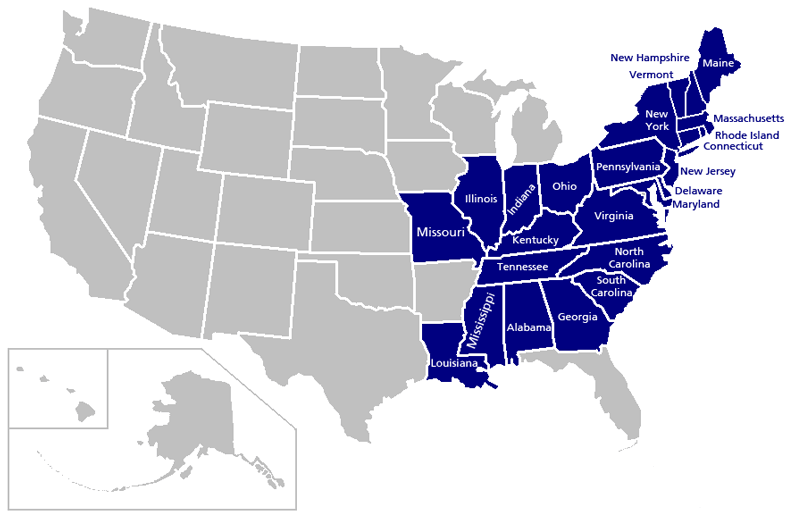 New Hampshire
Maine
Vermont
New
York
Massachusetts
Rhode Island
Connecticut
Pennsylvania
New Jersey
Delaware
Maryland
Ohio
Indiana
Illinois
Virginia
Missouri
Kentucky
North
Carolina
Tennessee
South
Carolina
Georgia
Mississippi
Alabama
Louisiana